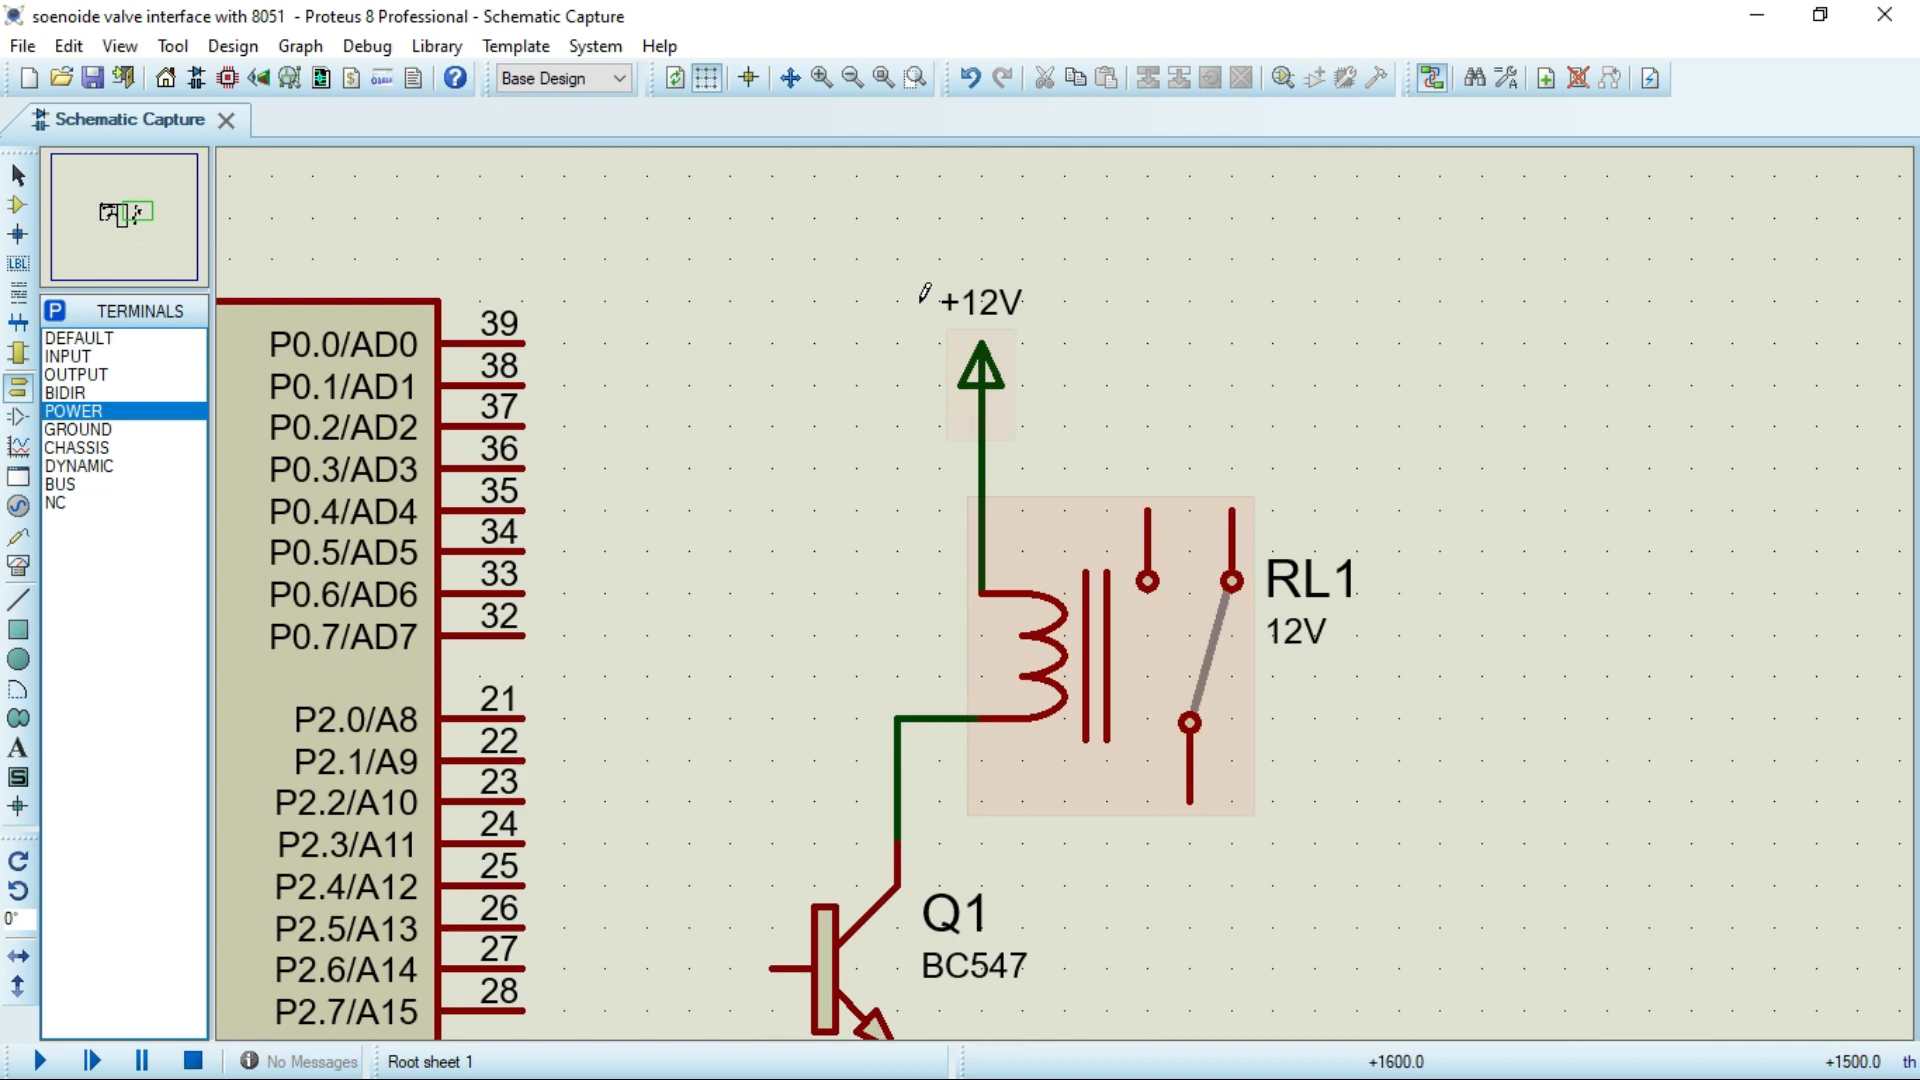 soenoide valve interface with 8051 - Proteus 8 Professional - Schematic Capture
File Edit View Tool Design Graph Debug Library Template System Help
Base Design
Schematic Capture
LBL
P TERMINALS
DEFAULT
INPUT
OUTPUT
BIDIR
POWER
GROUND
CHASSIS
DYNAMIC
BUS
NC
A
S
0°
+12V
P0.0/AD0 39
P0.1/AD1 38
P0.2/AD2 37
P0.3/AD3 36
P0.4/AD4 35
P0.5/AD5 34
P0.6/AD6 33
P0.7/AD7 32
RL1
12V
P2.0/A8 21
P2.1/A9 22
P2.2/A10 23
P2.3/A11 24
P2.4/A12 25
P2.5/A13 26
P2.6/A14 27
P2.7/A15 28
Q1
BC547
No Messages Root sheet 1 +1600.0 +1500.0 th